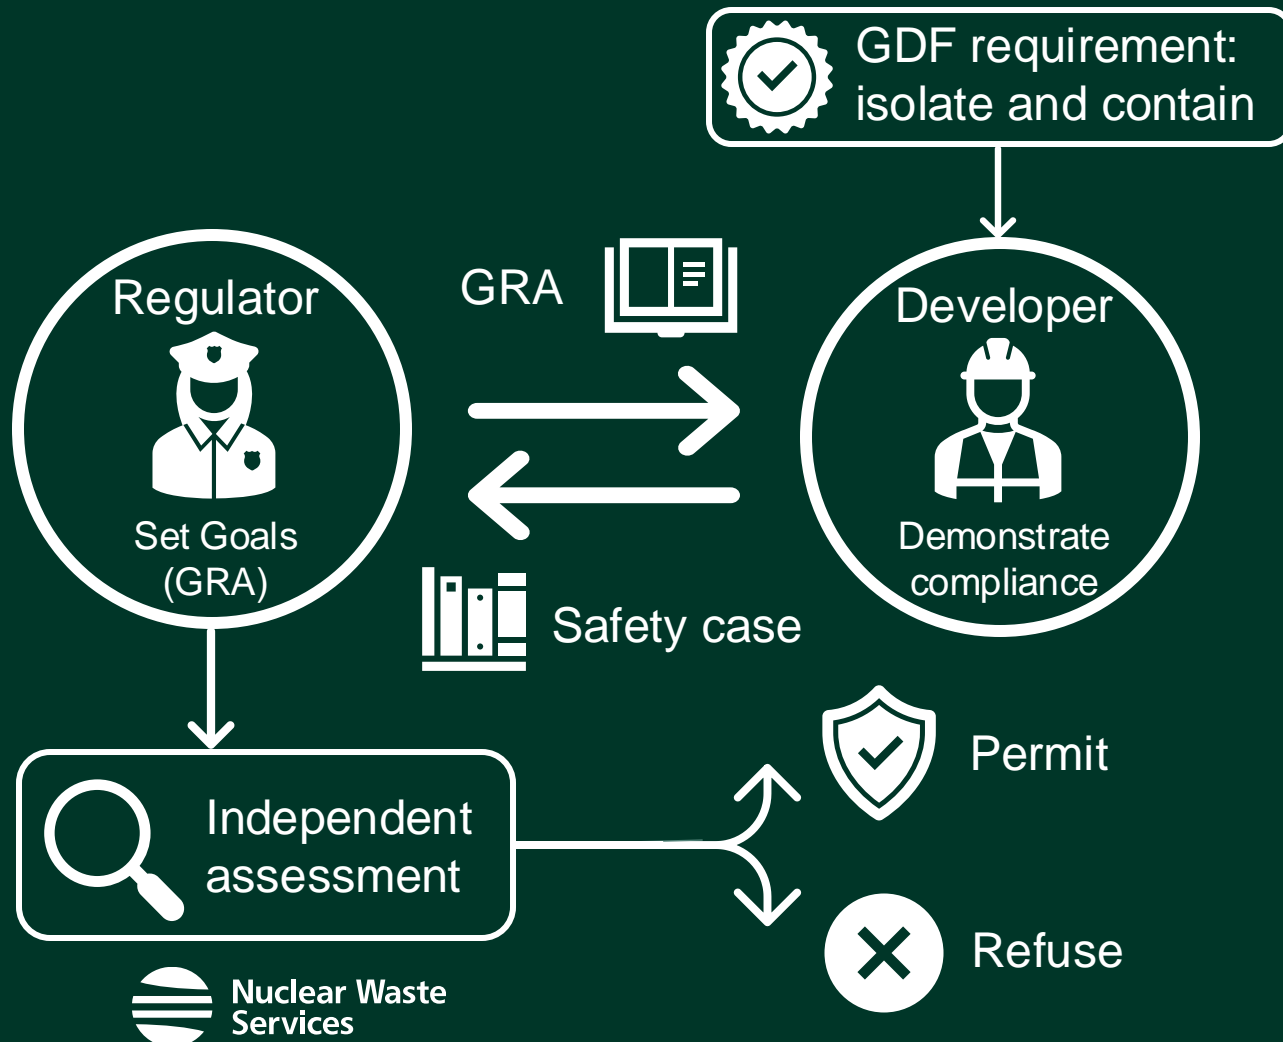 GDF requirement:
isolate and contain
Regulator
Set Goals
(GRA)
GRA
Developer
Demonstrate
compliance
Safety case
Independent
assessment
Permit
Refuse
Nuclear Waste
Services